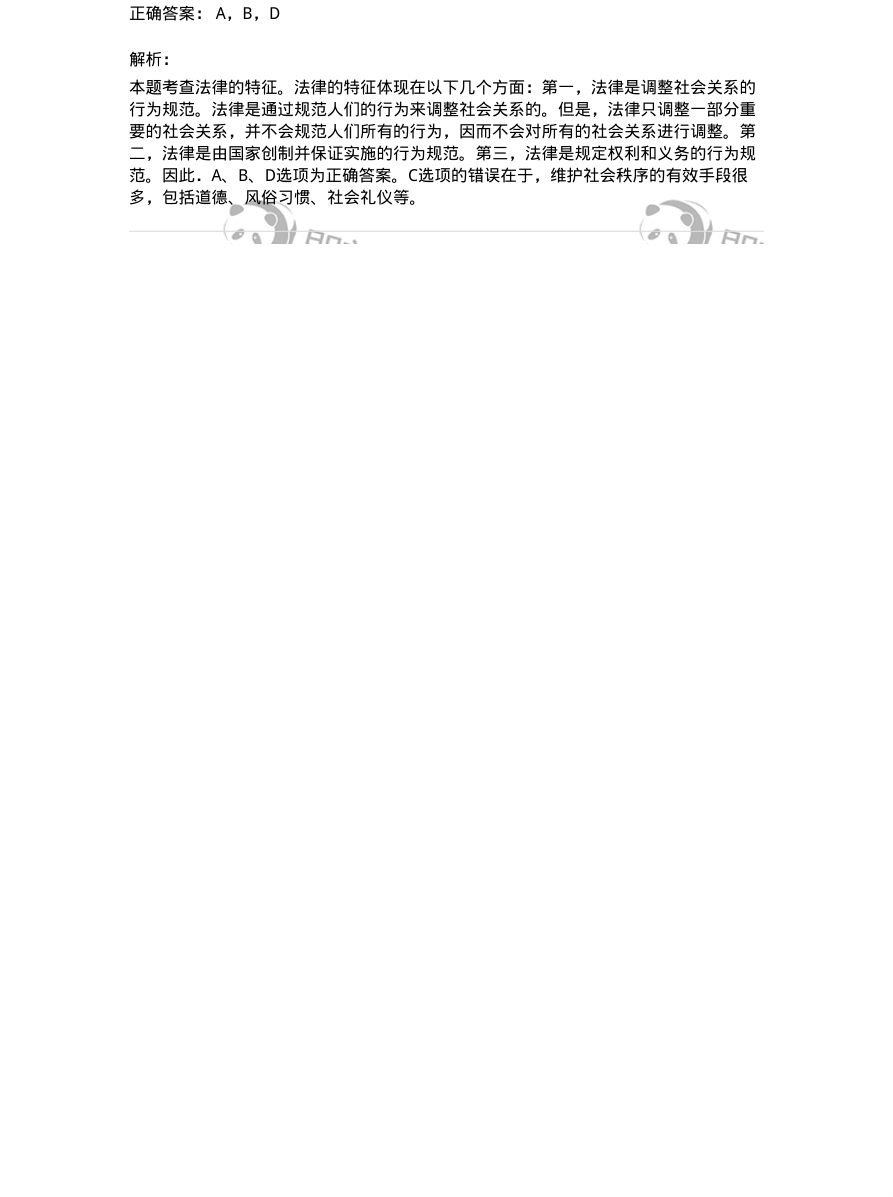 正确答案： A，B，D
解析：
本题考查法律的特征。法律的特征体现在以下几个方面：第一，法律是调整社会关系的
行为规范。法律是通过规范人们的行为来调整社会关系的。但是，法律只调整一部分重
要的社会关系，并不会规范人们所有的行为，因而不会对所有的社会关系进行调整。第
二，法律是由国家创制并保证实施的行为规范。第三，法律是规定权利和义务的行为规
范。因此．A、B、D选项为正确答案。C选项的错误在于，维护社会秩序的有效手段很
多，包括道德、风俗习惯、社会礼仪等。